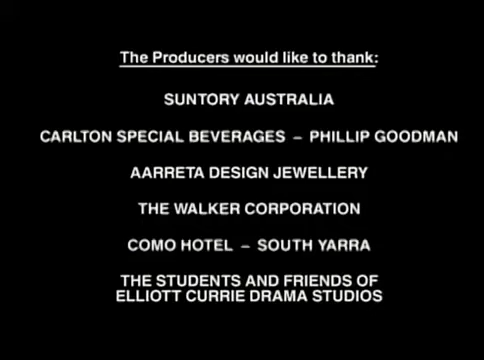 The Producers would like to thank:
SUNTORY AUSTRALIA
CARLTON SPECIAL BEVERAGES – PHILLIP GOODMAN
AARRETA DESIGN JEWELLERY
THE WALKER CORPORATION
COMO HOTEL – SOUTH YARRA
THE STUDENTS AND FRIENDS OF
ELLIOTT CURRIE DRAMA STUDIOS